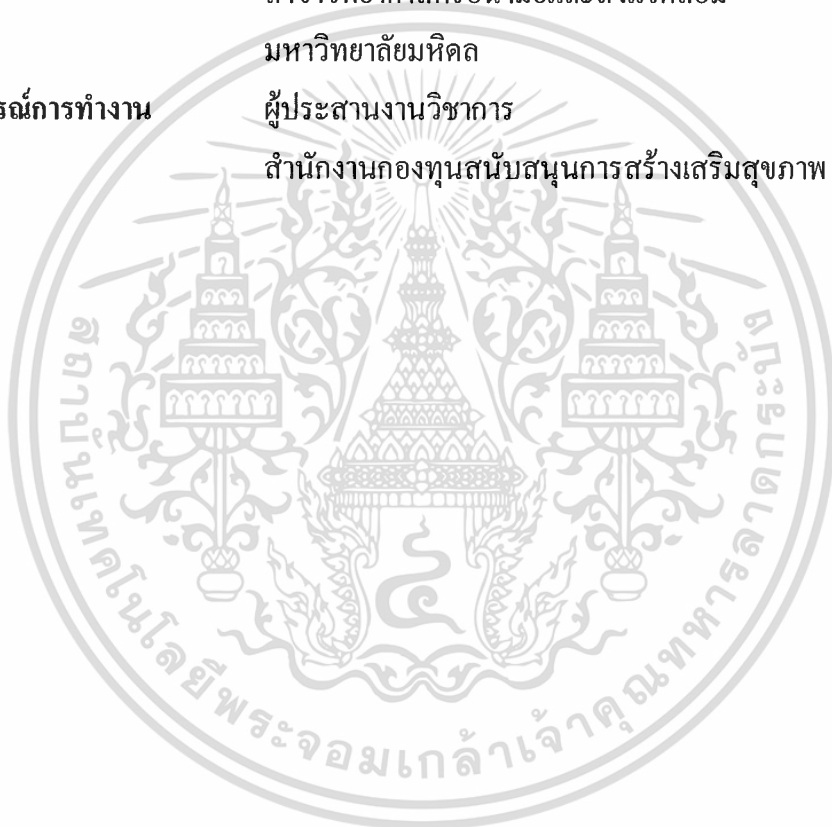 มหาวิทยาลัยมหิดล
รณ์การทำงาน ผู้ประสานงานวิชาการ
สำนักงานกองทุนสนับสนุนการสร้างเสริมสุขภาพ
สถาบันเทคโนโลยีพระจอมเกล้าเจ้าคุณทหารลาดกระบัง